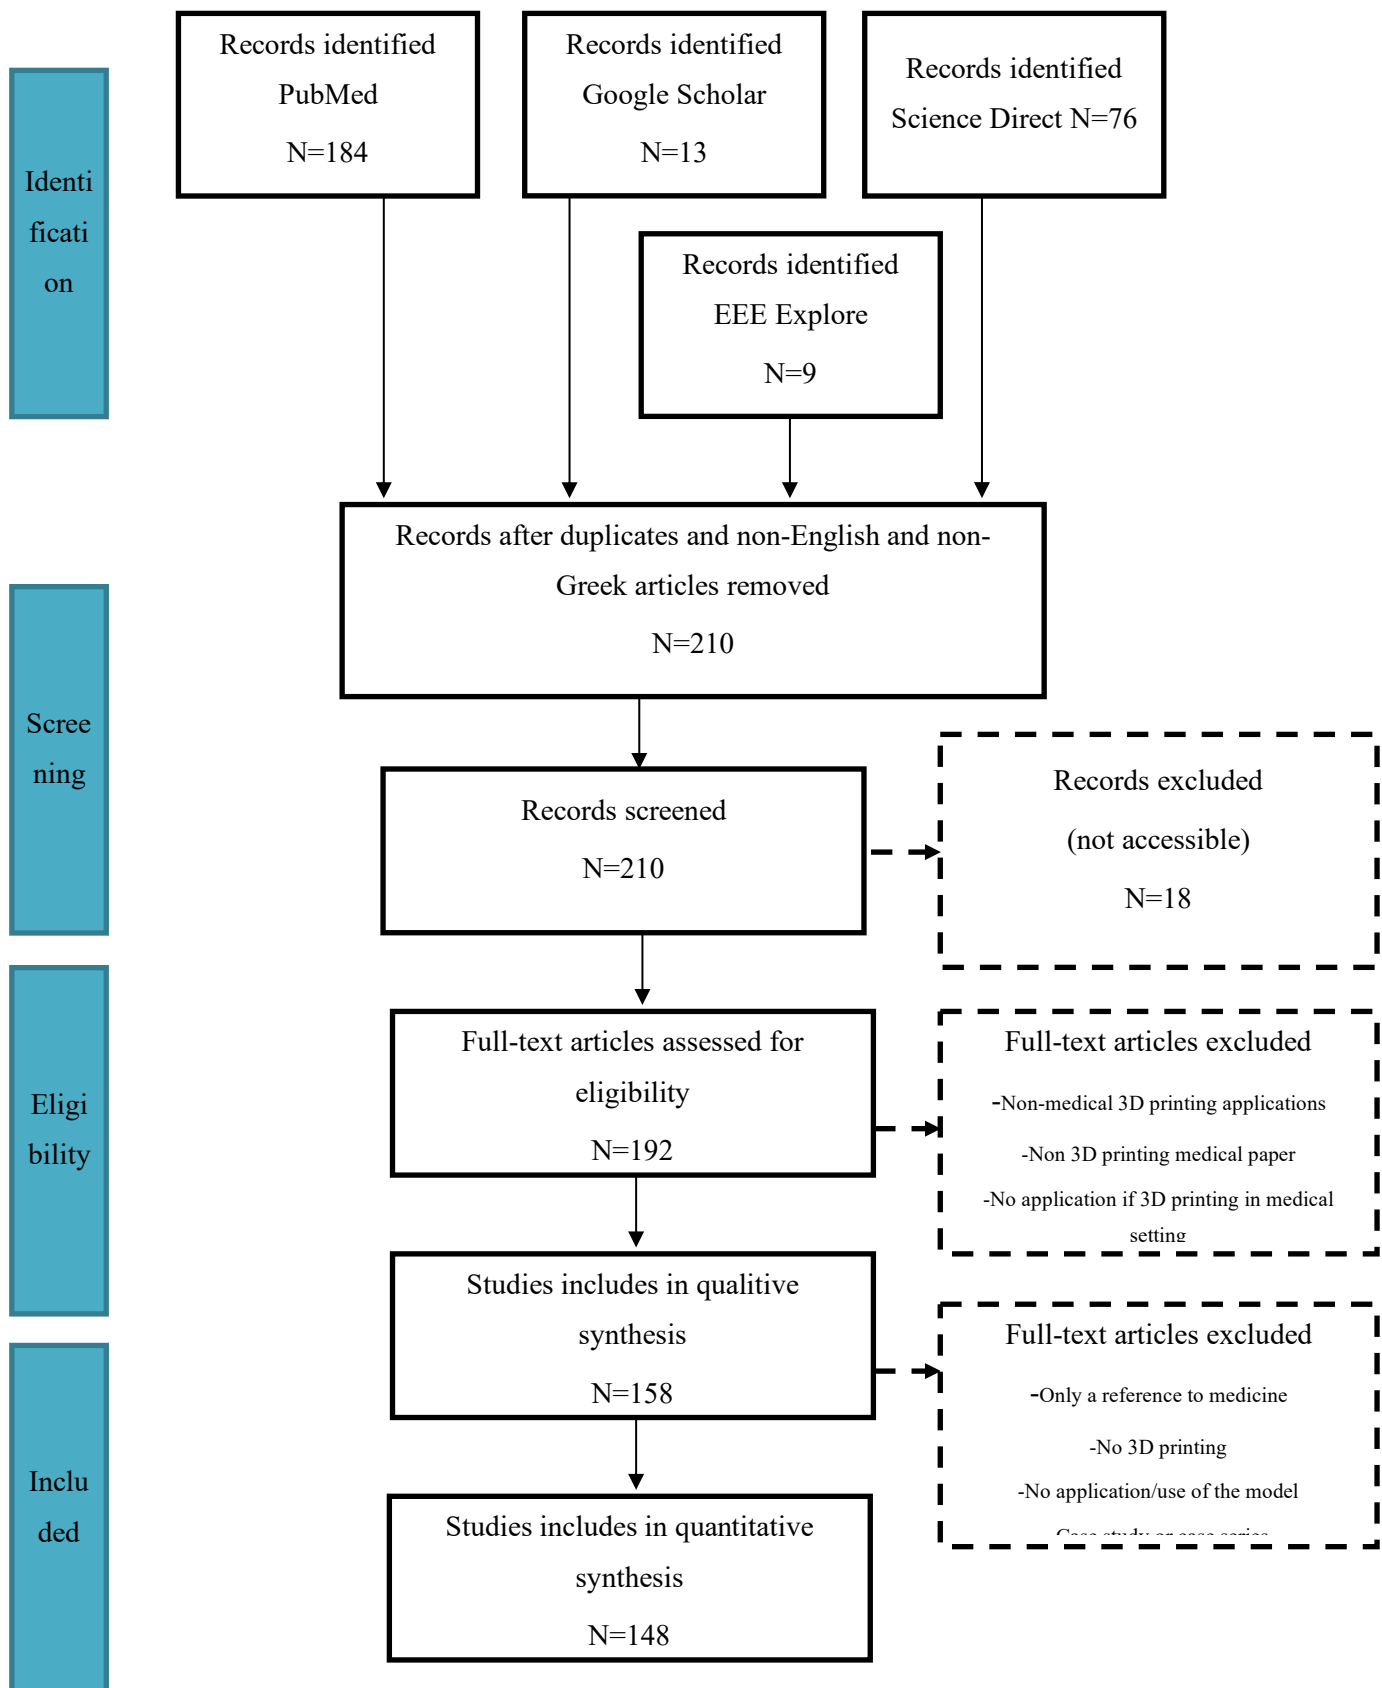 Records identified
PubMed
N=184
Records identified
Google Scholar
N=13
Records identified
Science Direct N=76
Identi
ficati
on
Records identified
EEE Explore
N=9
Records after duplicates and non-English and non-
Greek articles removed
N=210
Scree
ning
Records screened
N=210
Records excluded
(not accessible)
N=18
Eligi
bility
Full-text articles assessed for
eligibility
N=192
Full-text articles excluded
-Non-medical 3D printing applications
-Non 3D printing medical paper
-No application if 3D printing in medical
setting
Studies includes in qualitive
synthesis
N=158
Full-text articles excluded
-Only a reference to medicine
-No 3D printing
-No application/use of the model
Case study or case series
Inclu
ded
Studies includes in quantitative
synthesis
N=148